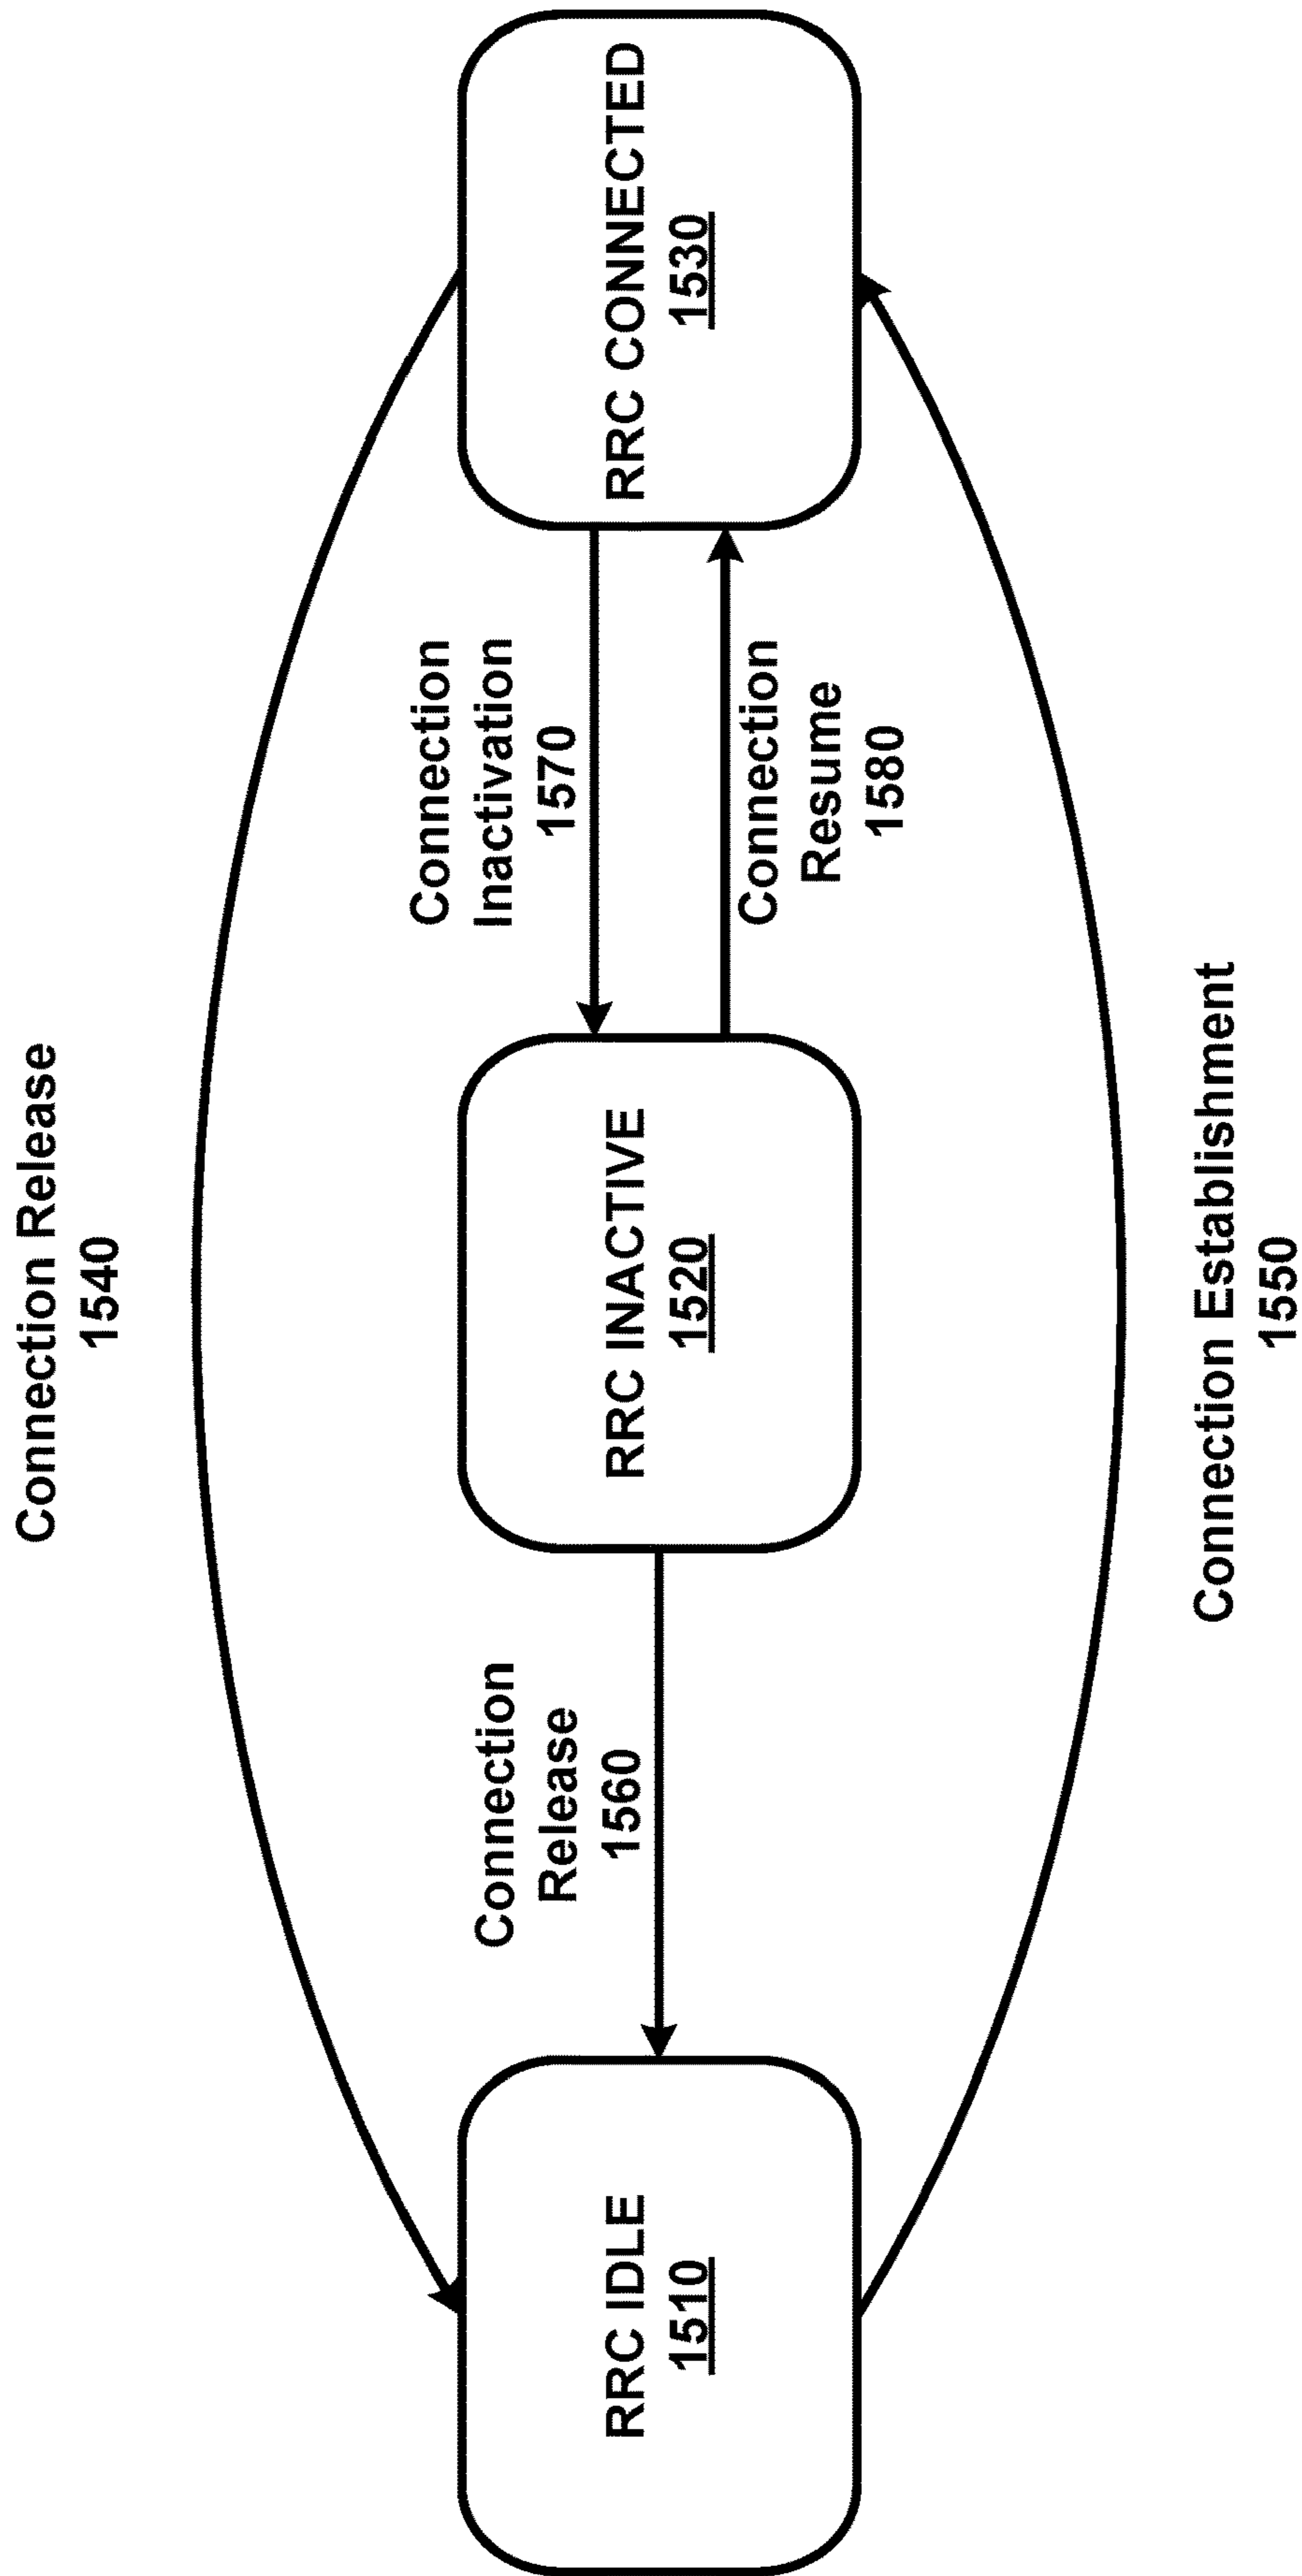 Connection Release
1540
RRC IDLE
1510
Connection
Release
1560
RRC INACTIVE
1520
Connection
Inactivation
1570
Connection
Resume
1580
RRC CONNECTED
1530
Connection Establishment
1550